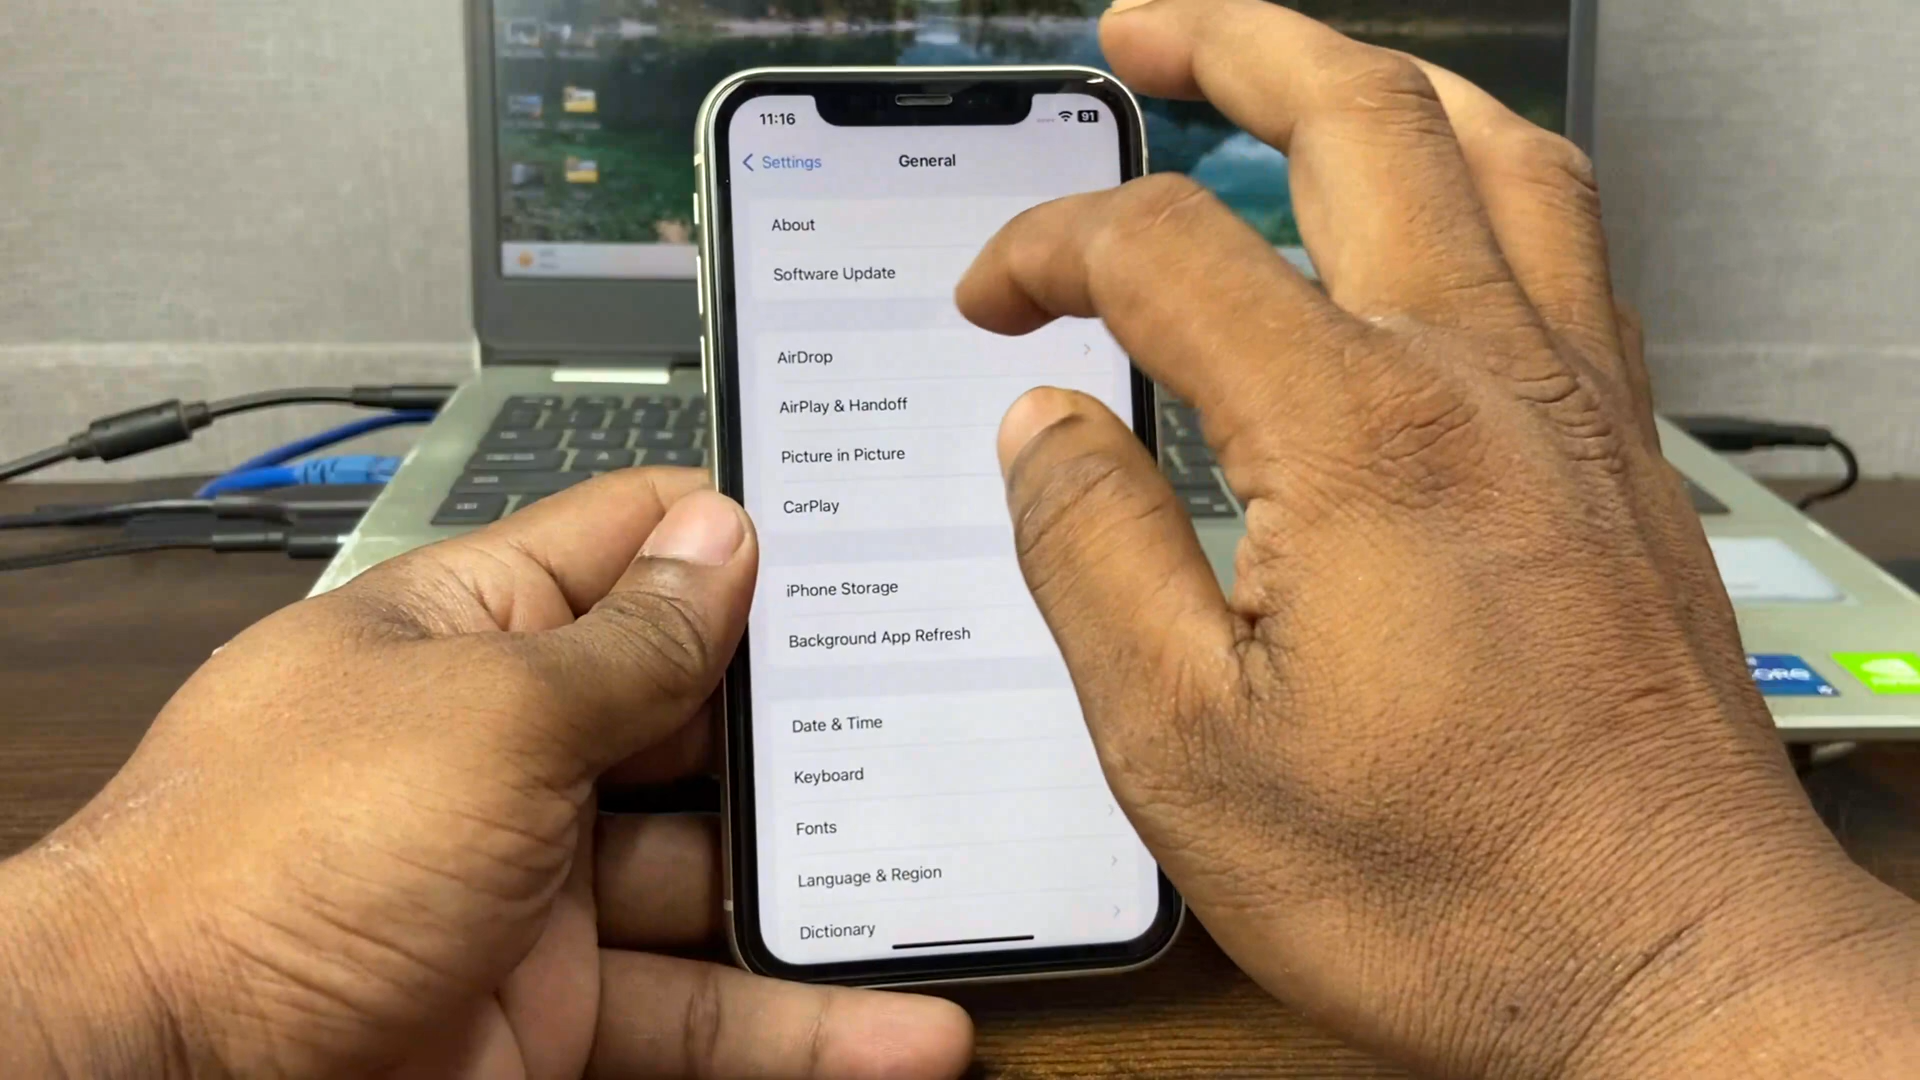 11:16
91
Settings
General
About
Software Update
AirDrop
AirPlay & Handoff
Picture in Picture
CarPlay
iPhone Storage
Background App Refresh
Date & Time
Keyboard
Fonts
Language & Region
Dictionary